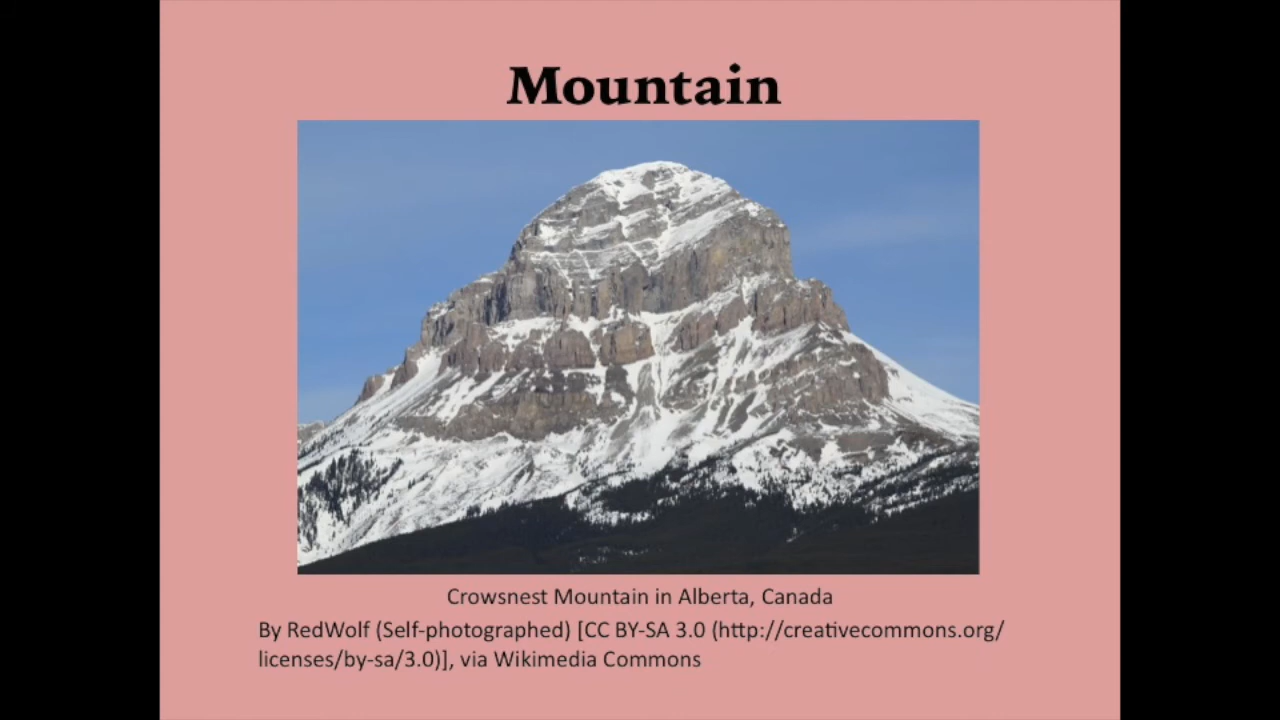 Mountain
Crowsnest Mountain in Alberta, Canada
By RedWolf (Self-photographed) [CC BY-SA 3.0 (http://creativecommons.org/
licenses/by-sa/3.0)], via Wikimedia Commons